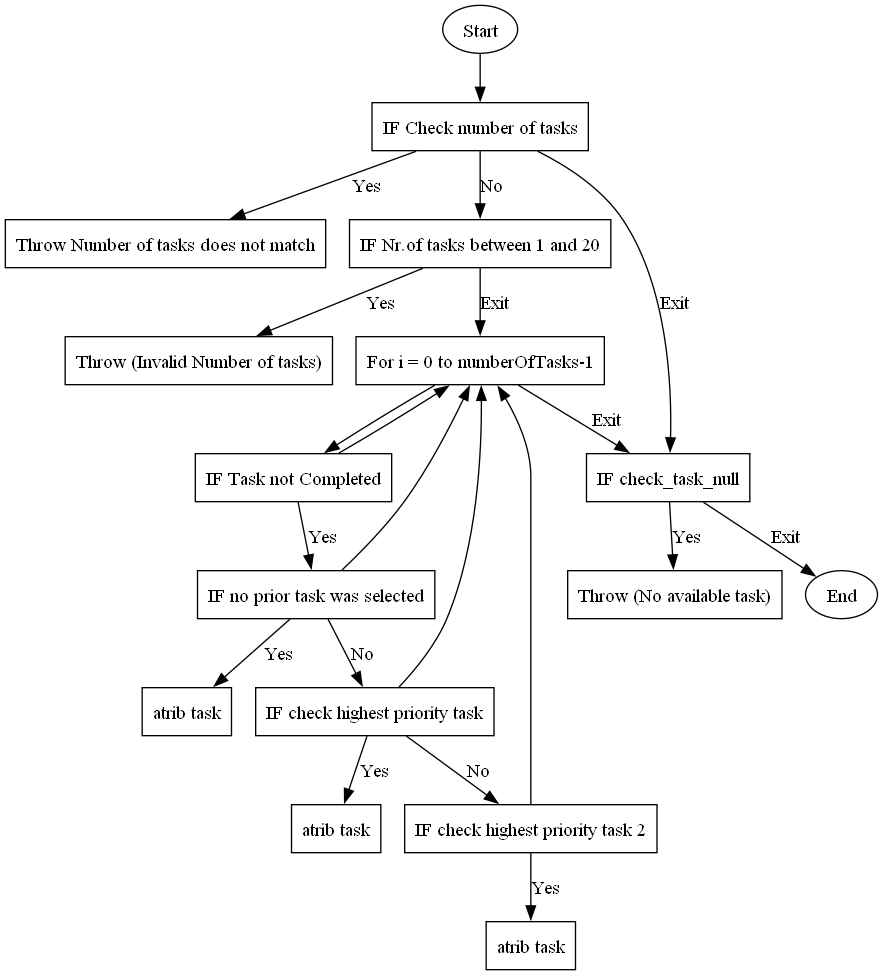 Start
IF Check number of tasks
Yes
No
Throw Number of tasks does not match
IF Nr.of tasks between 1 and 20
Yes
Exit
Exit
Throw (Invalid Number of tasks)
For i = 0 to numberOfTasks-1
Exit
IF Task not Completed
IF check_task_null
Yes
Yes
Exit
IF no prior task was selected
Throw (No available task)
End
Yes
No
atrib task
IF check highest priority task
Yes
No
atrib task
IF check highest priority task 2
Yes
atrib task